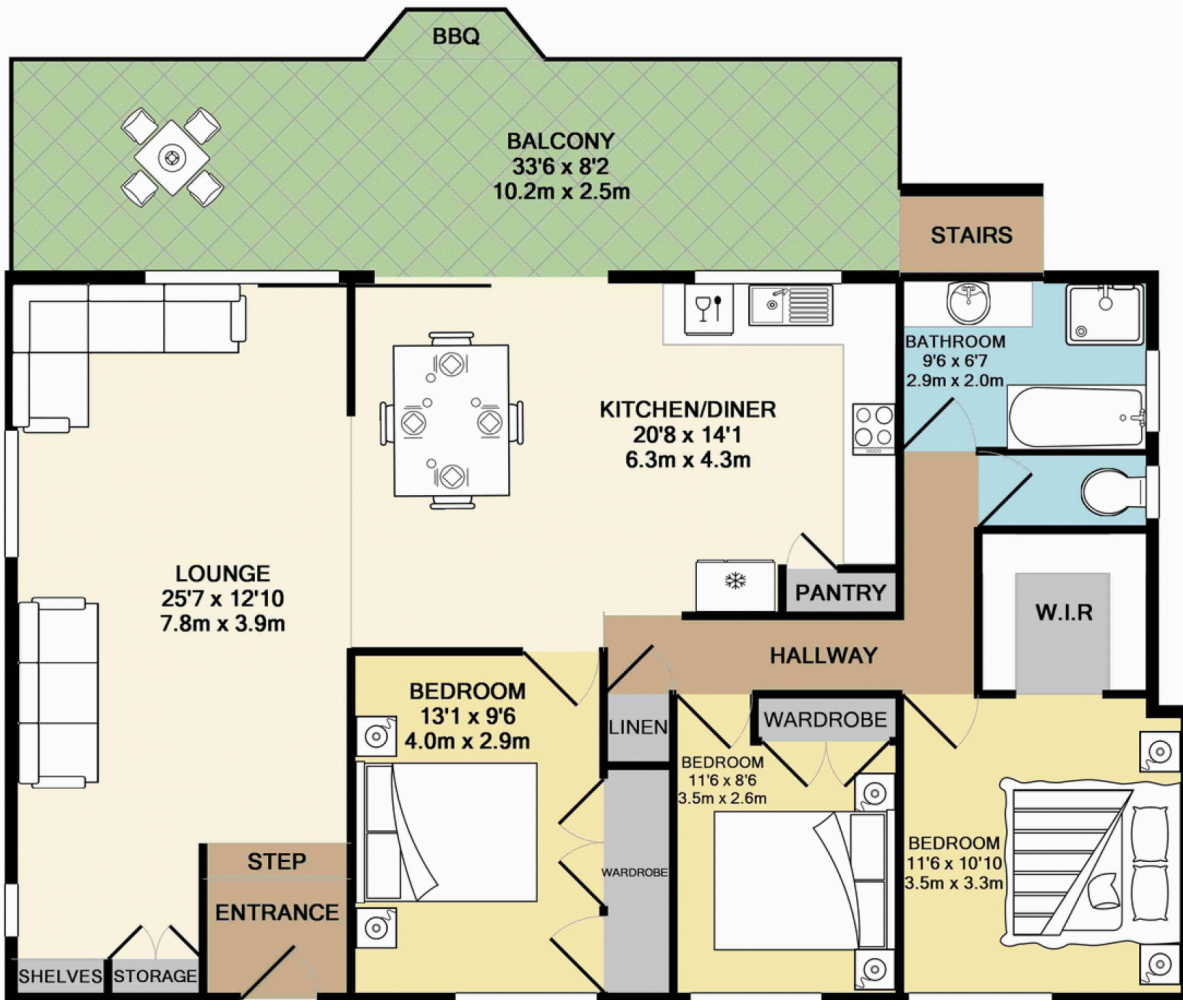 BBQ
BALCONY
33'6 x 8'2
10.2m x 2.5m
STAIRS
BATHROOM
9'6 x 6'7
2.9m x 2.0m
KITCHEN/DINER
20'8 x 14'1
6.3m x 4.3m
LOUNGE
25'7 x 12'10
7.8m x 3.9m
PANTRY
W.I.R
HALLWAY
BEDROOM
13'1 x 9'6
4.0m x 2.9m
LINEN
WARDROBE
BEDROOM
11'6 x 8'6
3.5m x 2.6m
BEDROOM
11'6 x 10'10
3.5m x 3.3m
STEP
WARDROBE
ENTRANCE
SHELVES
STORAGE